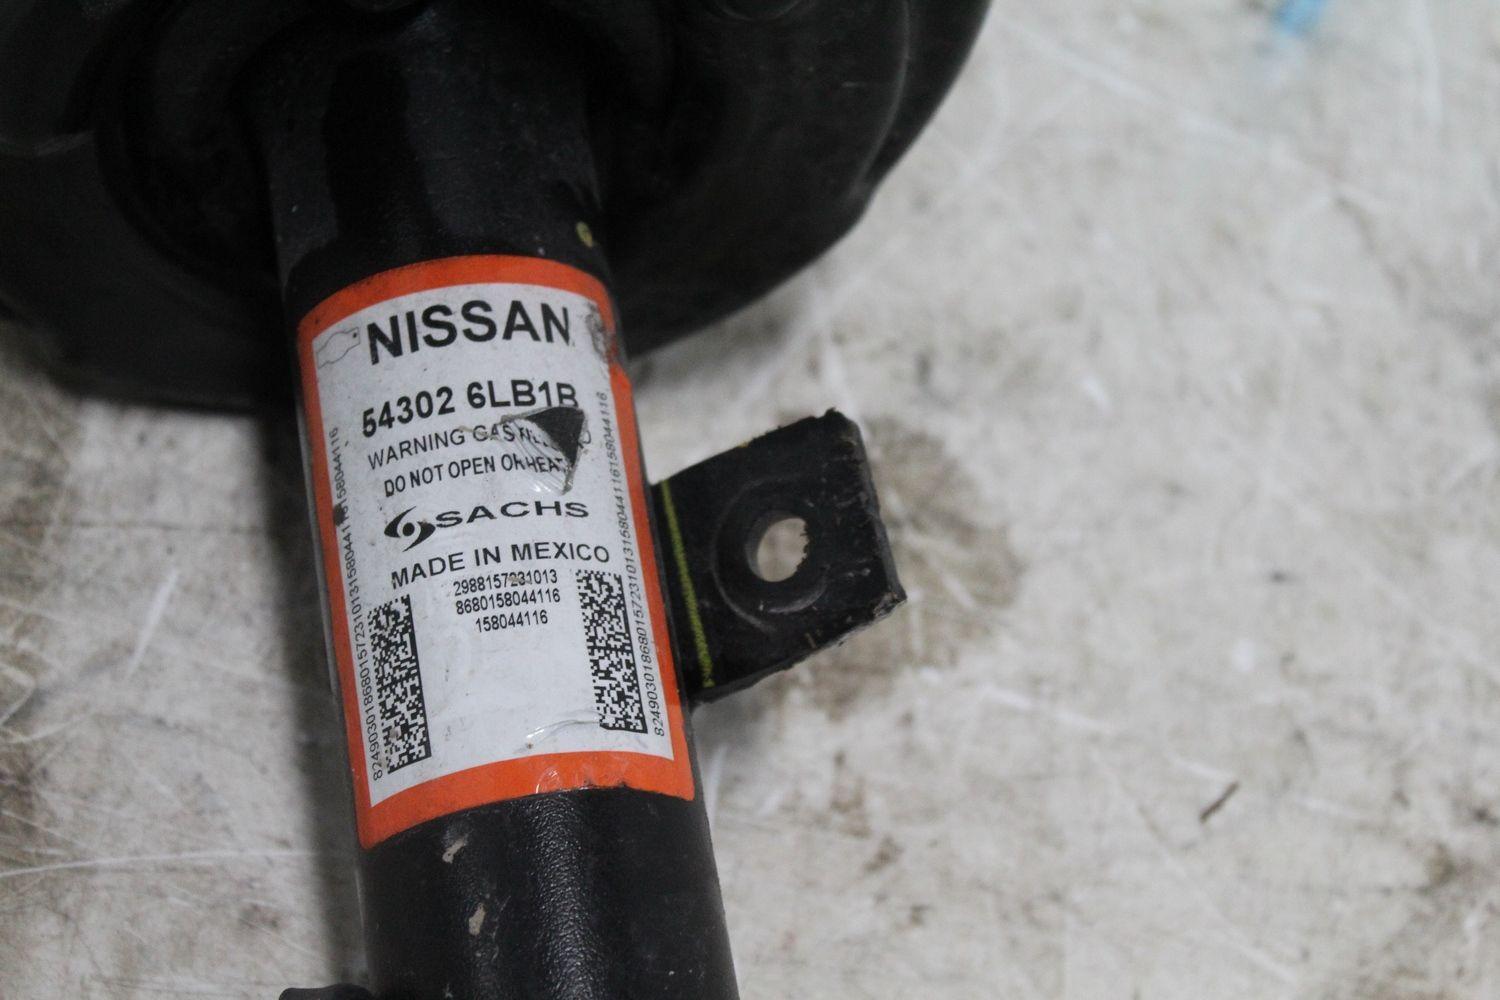 NISSAN
54302 6LB1B
WARNING GAS
DO NOT OPEN OR HEAT
SACHS
MADE IN MEXICO
2988157231013
8680158044116
158044116